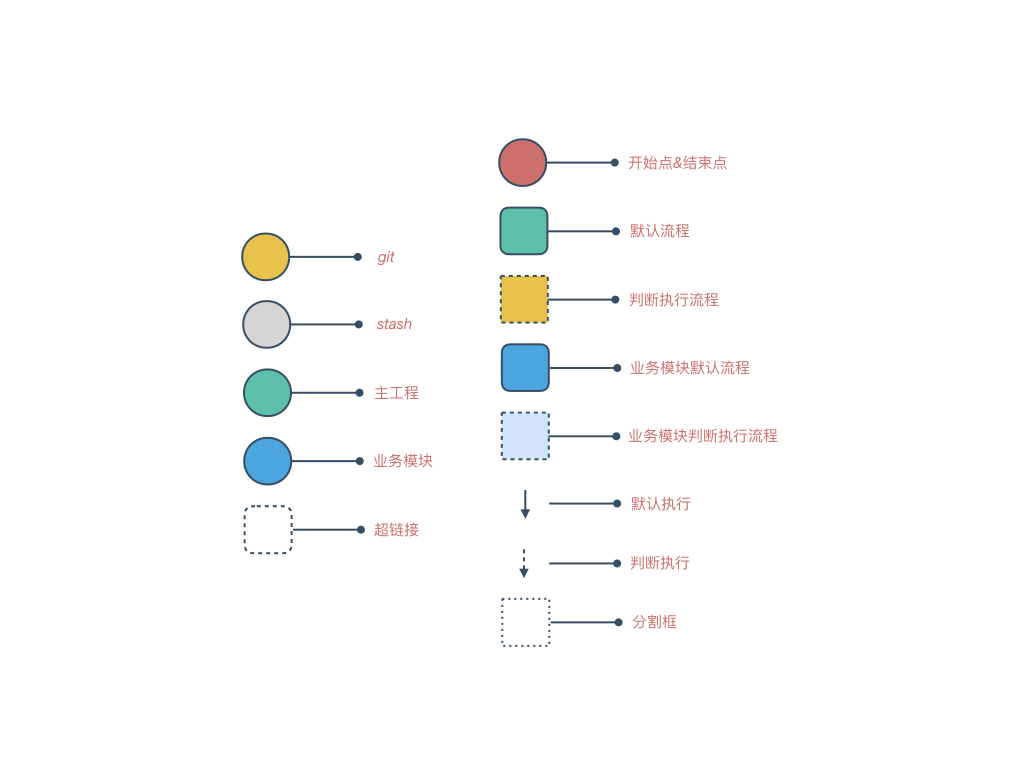 git
stash
主工程
业务模块
超链接
开始点&结束点
默认流程
判断执行流程
业务模块默认流程
业务模块判断执行流程
默认执行
判断执行
分割框